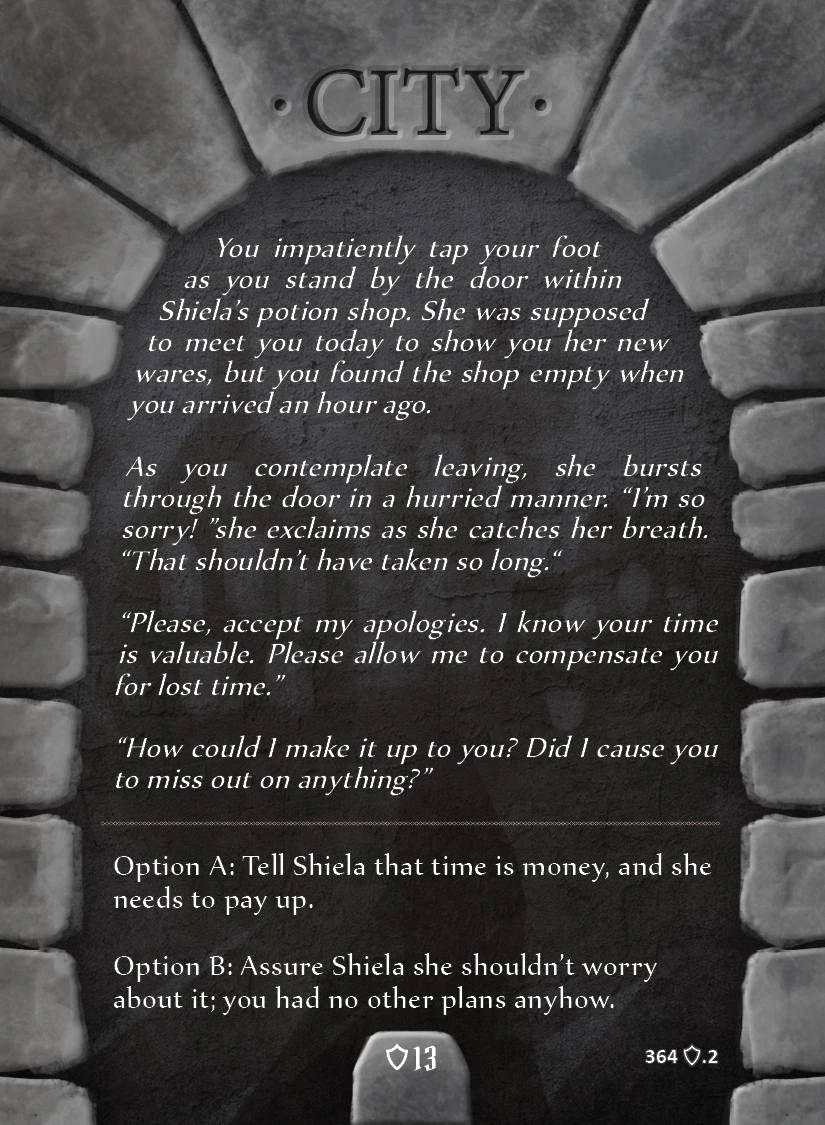 · CITY ·
You impatiently tap your foot
as you stand by the door within
Shiela's potion shop. She was supposed
to meet you today to show you her new
wares, but you found the shop empty when
you arrived an hour ago.
As you contemplate leaving, she bursts
through the door in a hurried manner. “I'm so
sorry! ”she exclaims as she catches her breath.
“That shouldn't have taken so long.“
“Please, accept my apologies. I know your time
is valuable. Please allow me to compensate you
for lost time.”
“How could I make it up to you? Did I cause you
to miss out on anything?”
Option A: Tell Shiela that time is money, and she
needs to pay up.
Option B: Assure Shiela she shouldn't worry
about it; you had no other plans anyhow.
13
364 .2